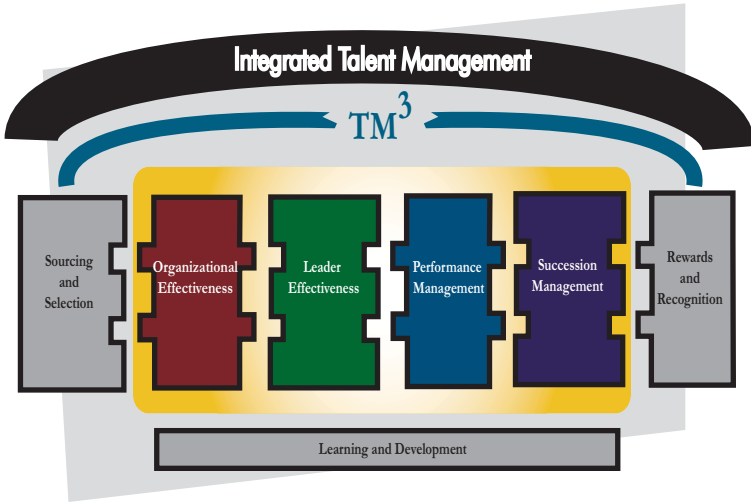 Integrated Talent Management
TM³
Sourcing
and
Selection
Organizational
Effectiveness
Leader
Effectiveness
Performance
Management
Succession
Management
Rewards
and
Recognition
Learning and Development